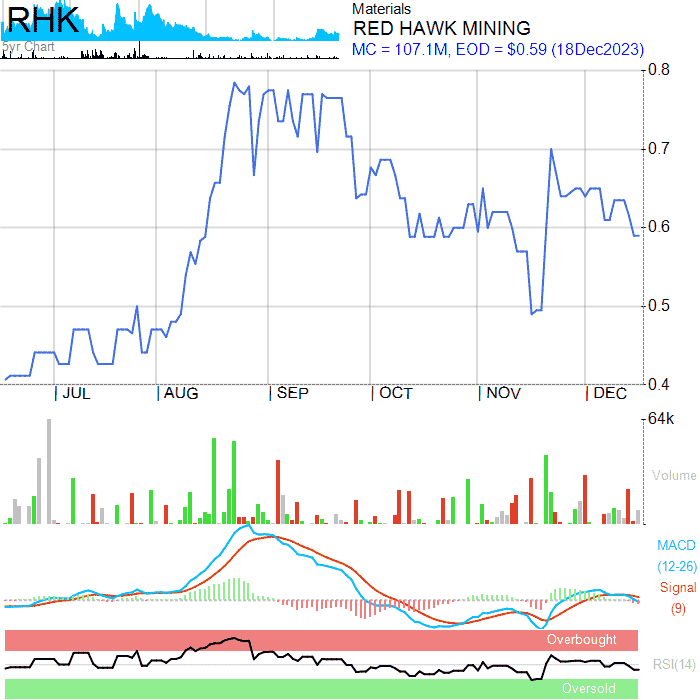 RHK
5yr Chart
Materials
RED HAWK MINING
MC = 107.1M, EOD = $0.59 (18Dec2023)
0.8
0.7
0.6
0.5
0.4
JUL AUG SEP OCT NOV DEC
64k
Volume
MACD
(12-26)
Signal
(9)
Overbought
RSI(14)
Oversold